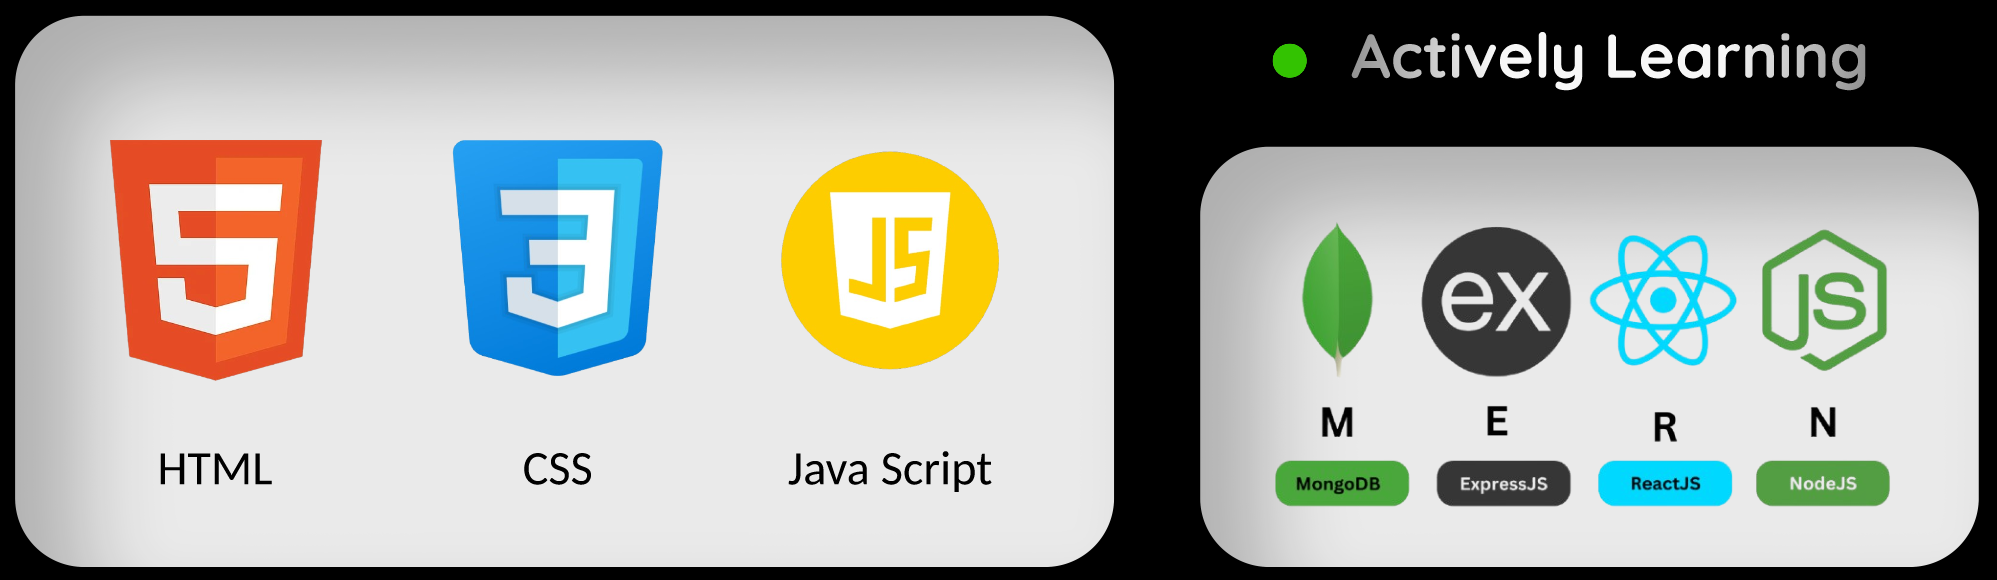 Actively Learning
5
3
JS
HTML
CSS
Java Script
ex
JS
M
E
R
N
MongoDB
ExpressJS
ReactJS
NodeJS